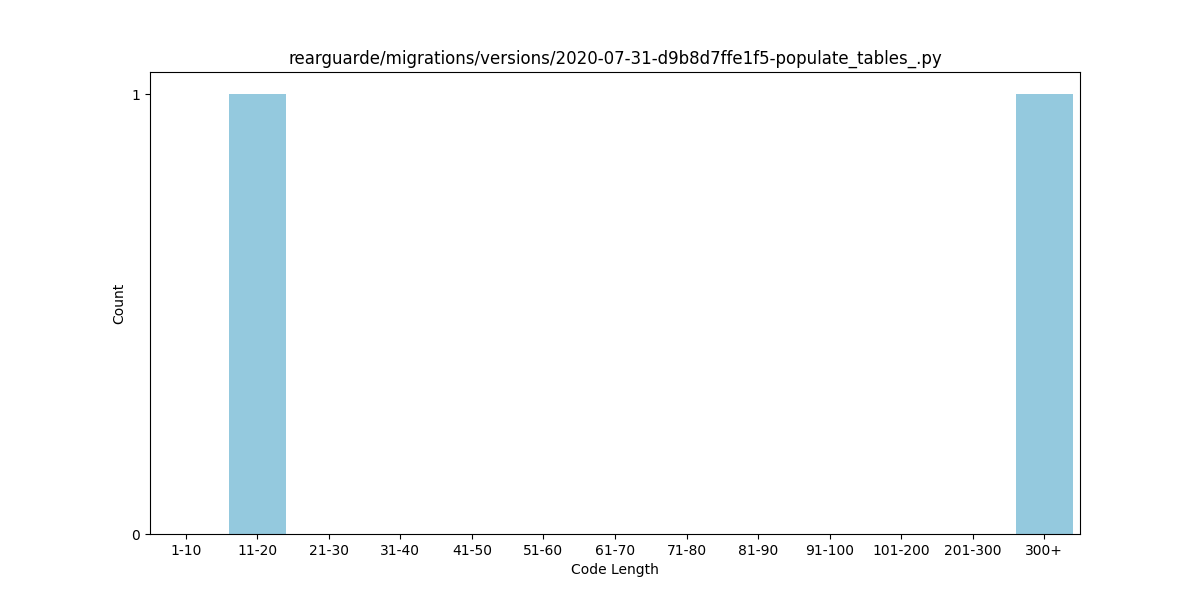 rearguarde/migrations/versions/2020-07-31-d9b8d7ffe1f5-populate_tables_.py
1
Count
0
1-10 11-20 21-30 31-40 41-50 51-60 61-70 71-80 81-90 91-100 101-200 201-300 300+
Code Length